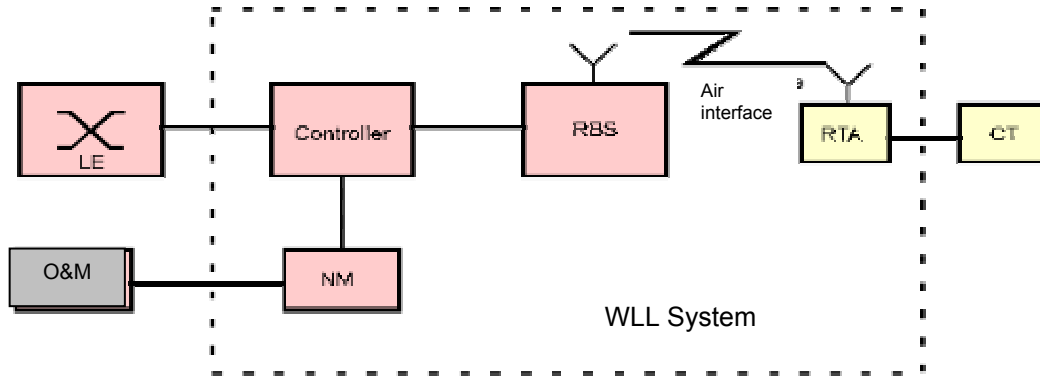 Air
interface
LE
Controller
RBS
RTA
CT
O&M
NM
WLL System